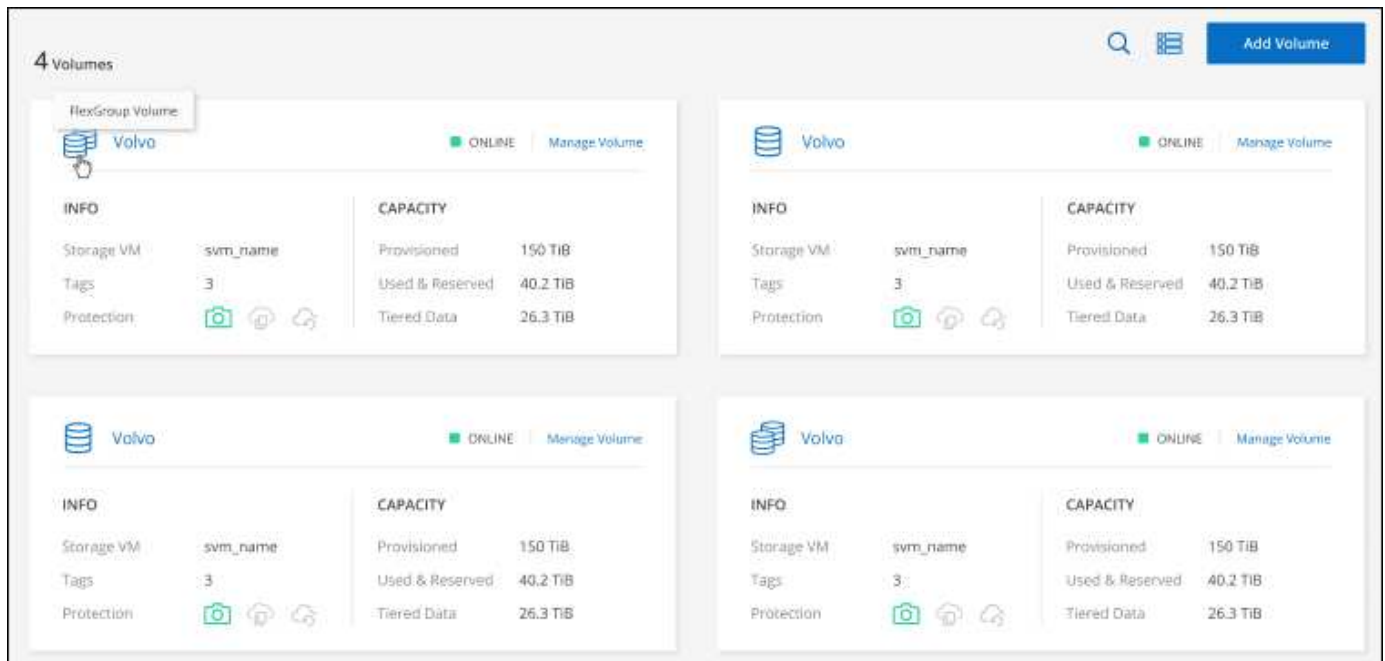 Add Volume
4 Volumes
FlexGroup Volume
Volvo ONLINE Manage Volume
INFO CAPACITY
Storage VM svm_name Provisioned 150 TiB
Tags 3 Used & Reserved 40.2 TiB
Protection Tiered Data 26.3 TiB
Volvo ONLINE Manage Volume
INFO CAPACITY
Storage VM svm_name Provisioned 150 TiB
Tags 3 Used & Reserved 40.2 TiB
Protection Tiered Data 26.3 TiB
Volvo ONLINE Manage Volume
INFO CAPACITY
Storage VM svm_name Provisioned 150 TiB
Tags 3 Used & Reserved 40.2 TiB
Protection Tiered Data 26.3 TiB
Volvo ONLINE Manage Volume
INFO CAPACITY
Storage VM svm_name Provisioned 150 TiB
Tags 3 Used & Reserved 40.2 TiB
Protection Tiered Data 26.3 TiB